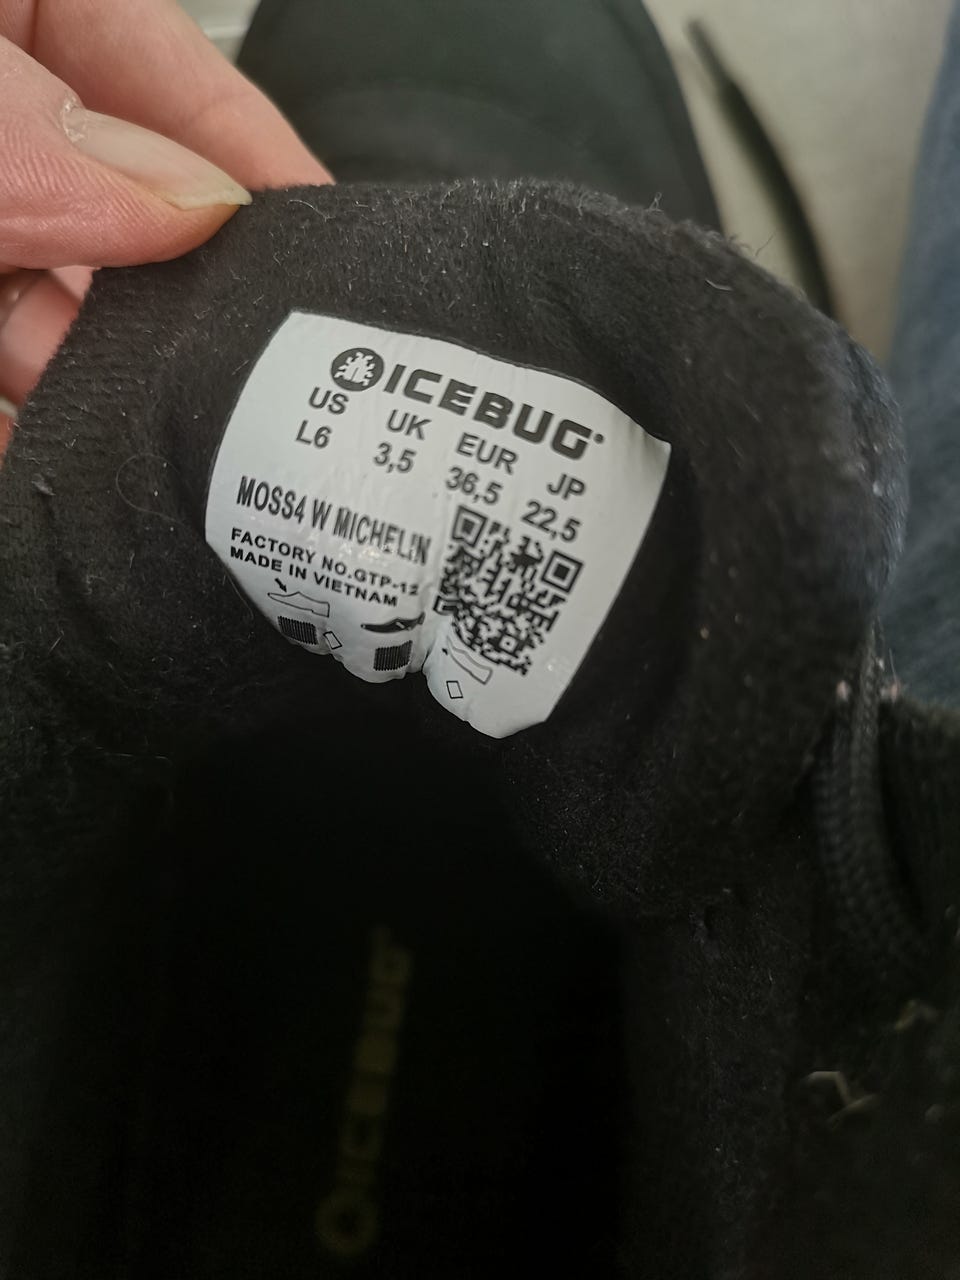 ICEBUG
US UK EUR JP
L6 3,5 36,5 22,5
MOSS4 W MICHELIN
FACTORY NO.GTP-12
MADE IN VIETNAM
ICEBUG